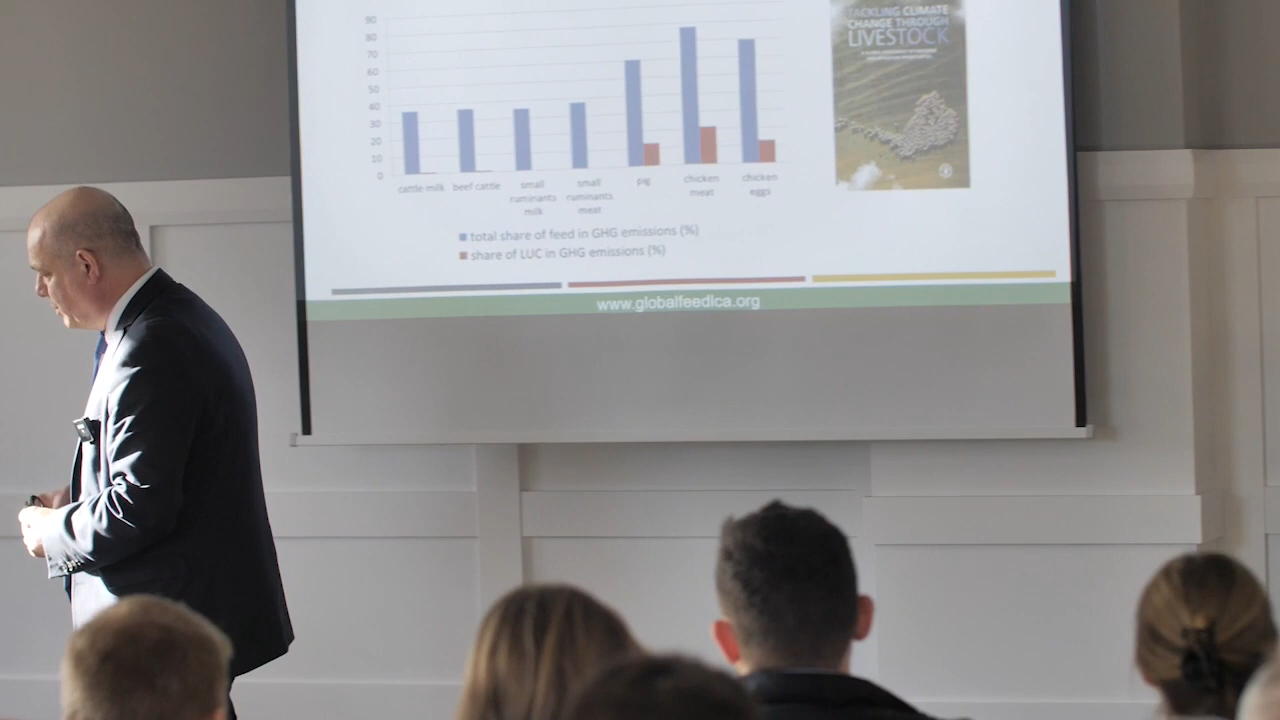 90
80
70
60
50
40
30
20
10
0
cattle milk
beef cattle
small
ruminants
milk
small
ruminants
meat
pig
chicken
meat
chicken
eggs
total share of feed in GHG emissions (%)
share of LUC in GHG emissions (%)
TACKLING CLIMATE
CHANGE THROUGH
LIVESTOCK
www.globalfeedlca.org